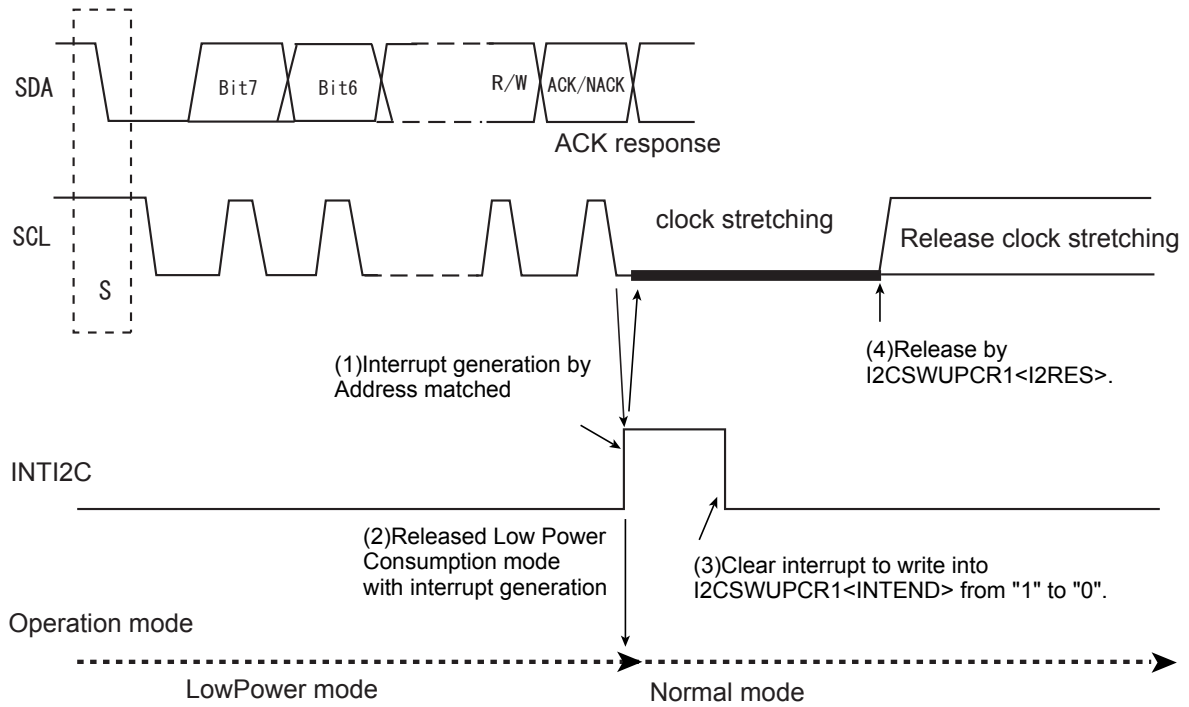 SDA
Bit7
Bit6
R/W
ACK/NACK
ACK response
SCL
clock stretching
Release clock stretching
S
(1)Interrupt generation by
Address matched
(4)Release by
I2CSWUPCR1<I2RES>.
INTI2C
(2)Released Low Power
Consumption mode
with interrupt generation
(3)Clear interrupt to write into
I2CSWUPCR1<INTEND> from "1" to "0".
Operation mode
LowPower mode
Normal mode